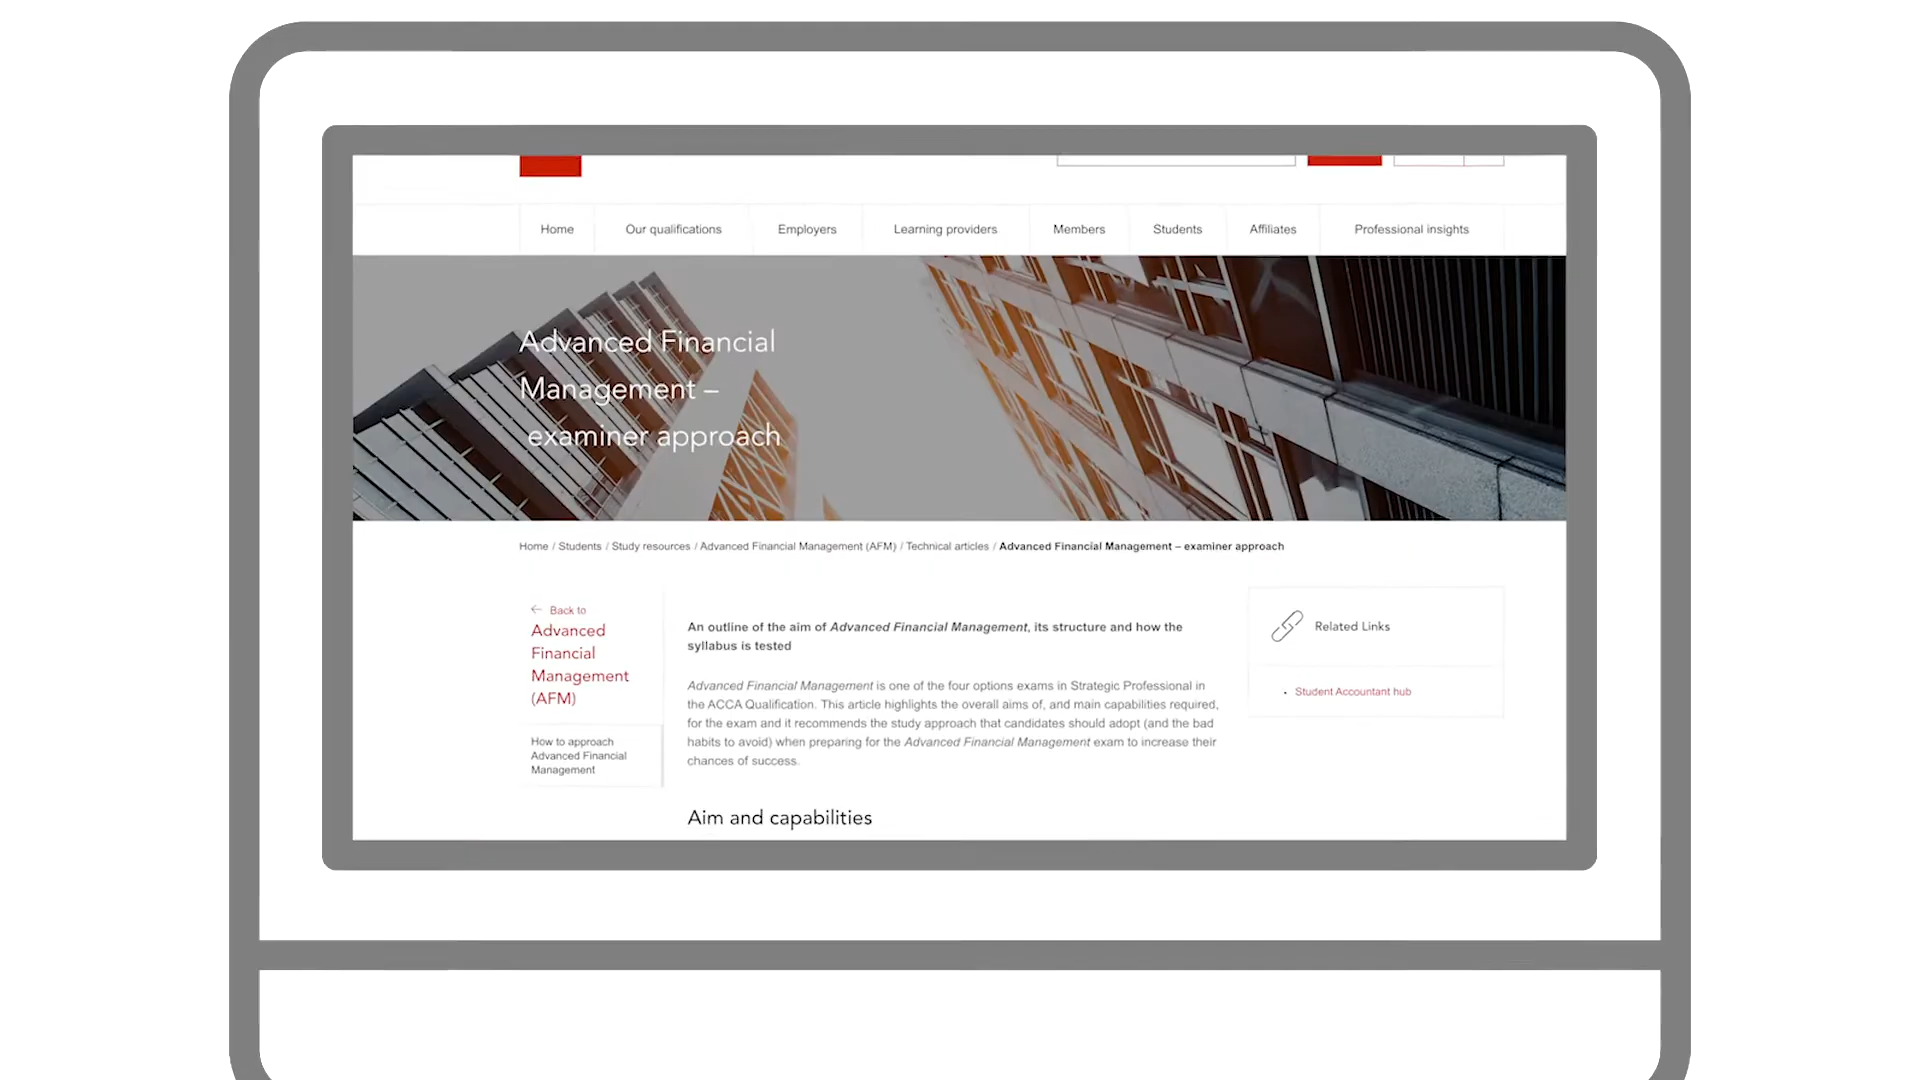 Home
Our qualifications
Employers
Learning providers
Members
Students
Affiliates
Professional insights
Advanced Financial
Management –
examiner approach
Home / Students / Study resources / Advanced Financial Management (AFM) / Technical articles / Advanced Financial Management – examiner approach
← Back to
Advanced
Financial
Management
(AFM)
How to approach
Advanced Financial
Management
An outline of the aim of Advanced Financial Management, its structure and how the
syllabus is tested
Advanced Financial Management is one of the four options exams in Strategic Professional in
the ACCA Qualification. This article highlights the overall aims of, and main capabilities required,
for the exam and it recommends the study approach that candidates should adopt (and the bad
habits to avoid) when preparing for the Advanced Financial Management exam to increase their
chances of success.
Aim and capabilities
Related Links
• Student Accountant hub